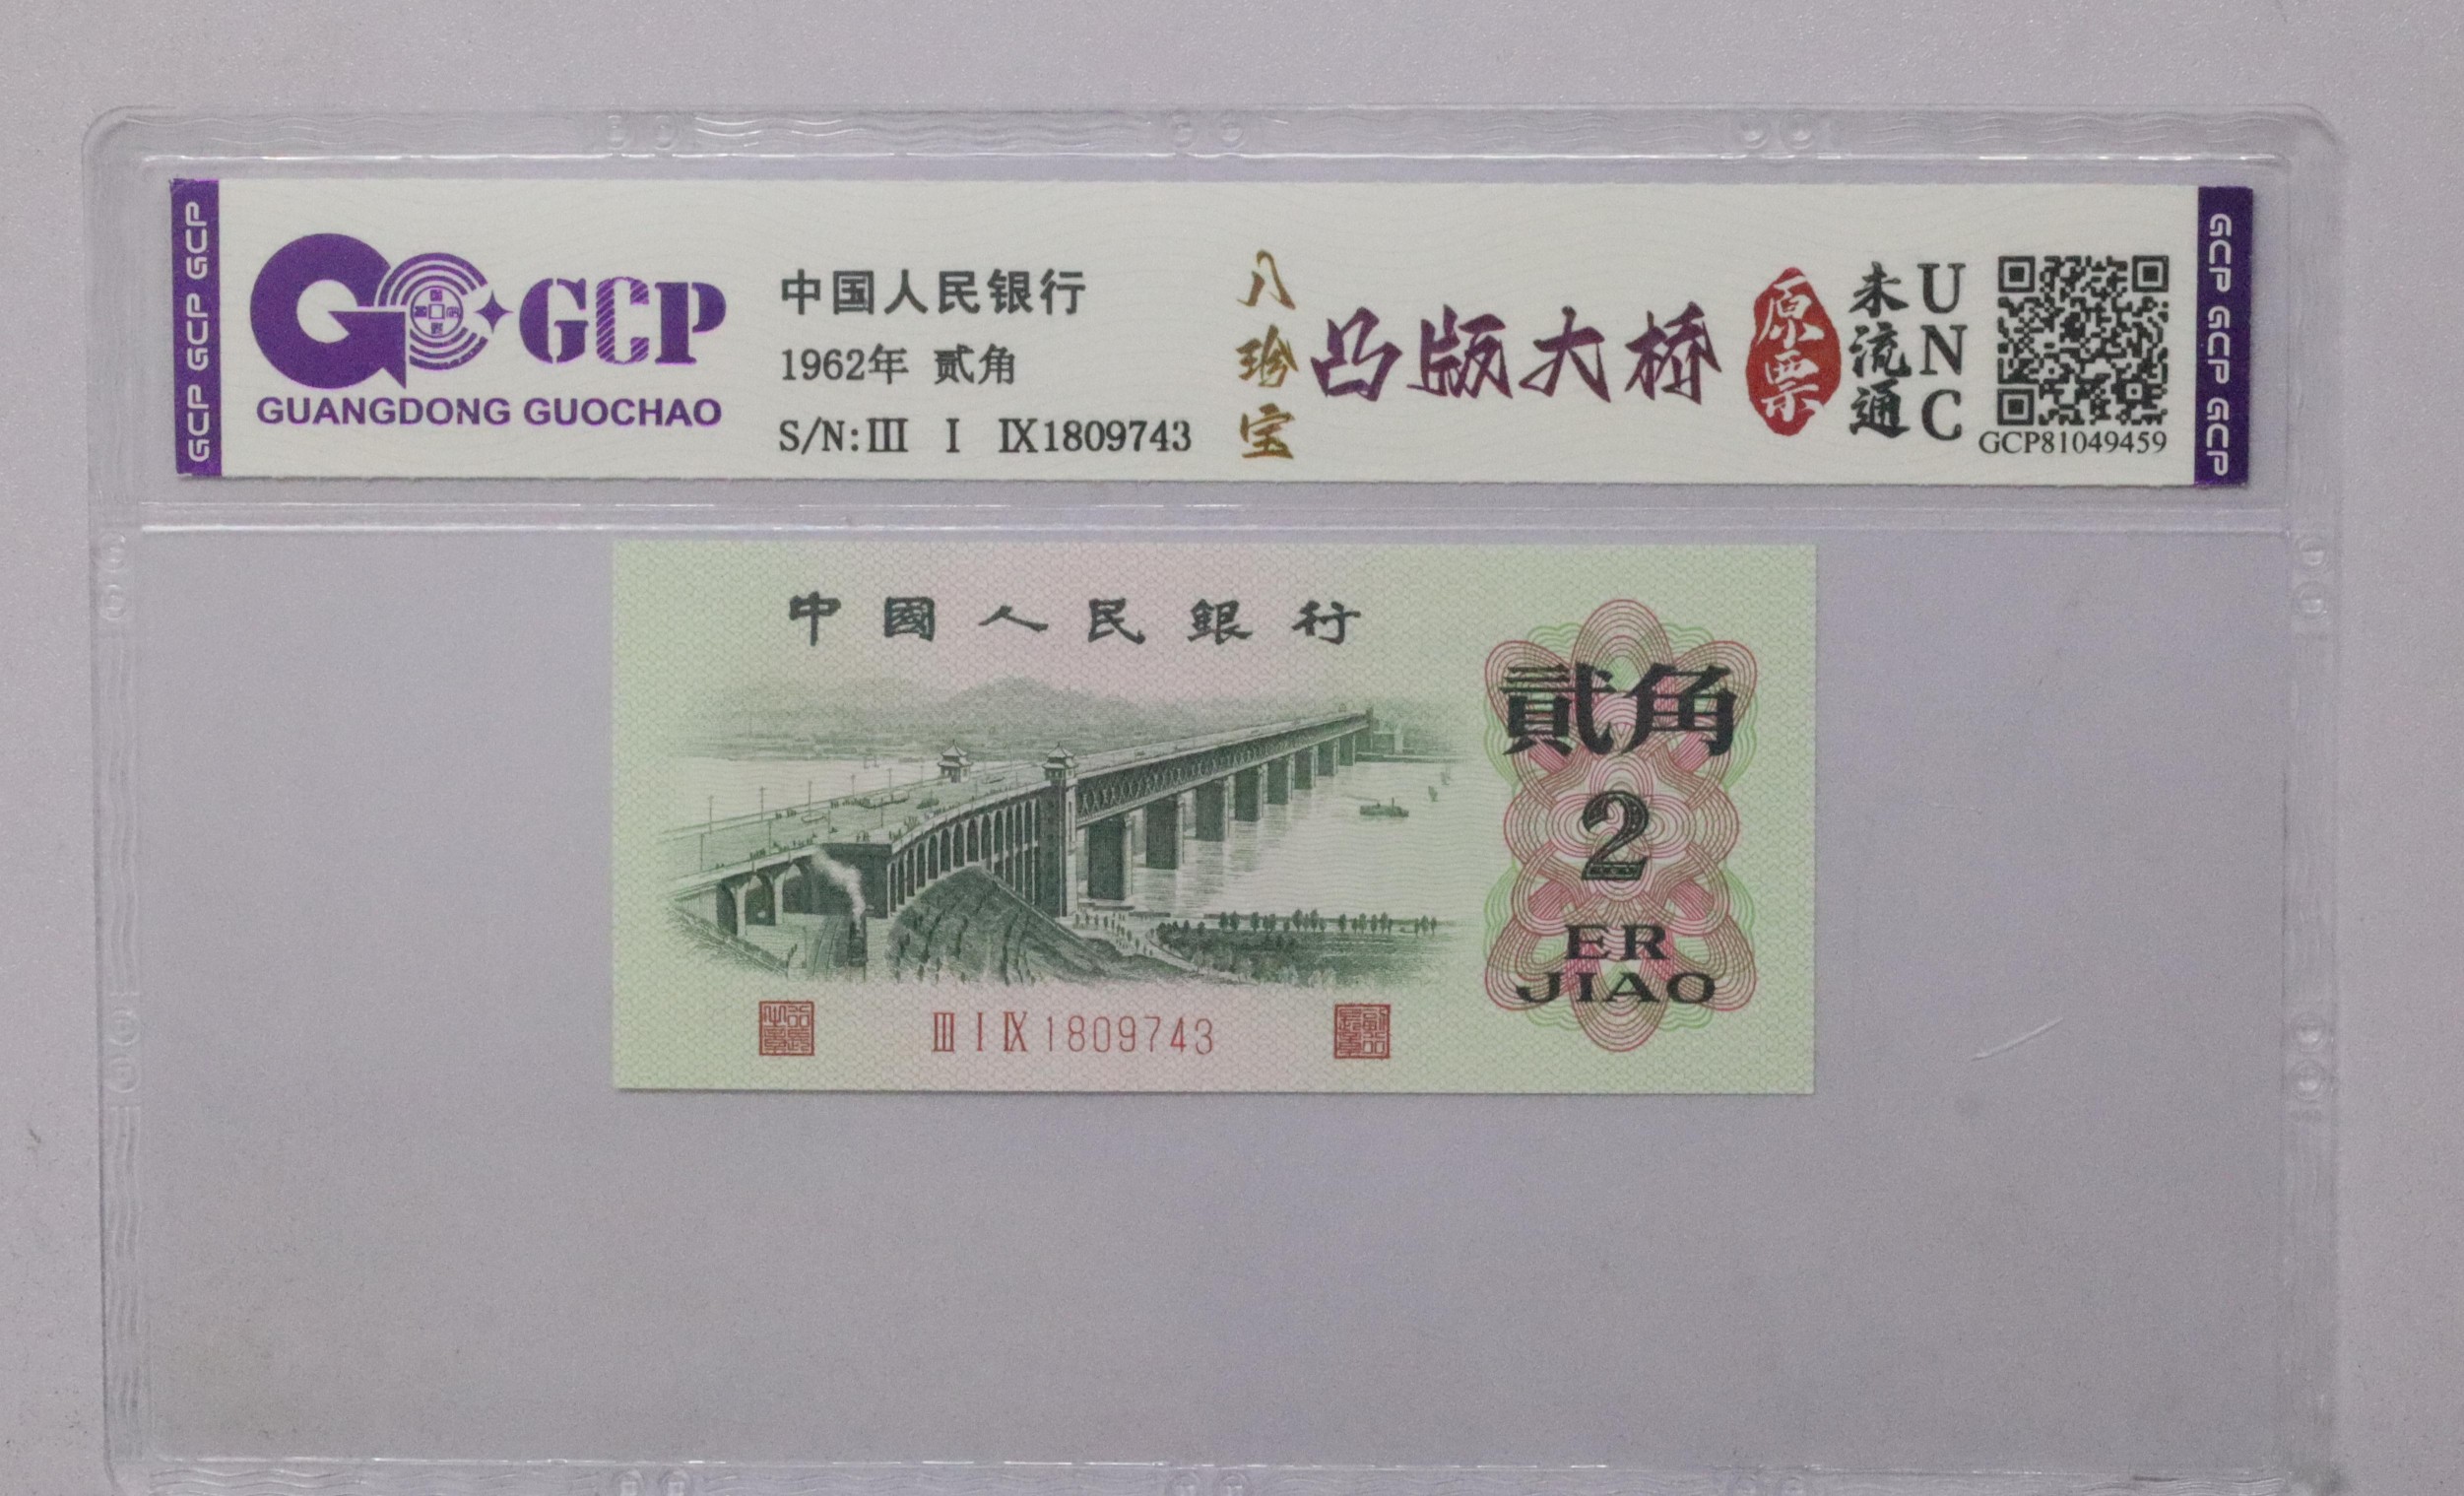 GCP GCP GCP
GCP
GUANGDONG GUOCHAO
中国人民银行
1962年 贰角
S/N:Ⅲ Ⅰ Ⅸ1809743
八珍宝
凸版大桥
原票
未流通
UNC
GCP81049459
GCP GCP GCP
中國人民銀行
貳角
2
ER
JIAO
Ⅲ Ⅰ Ⅸ 1809743